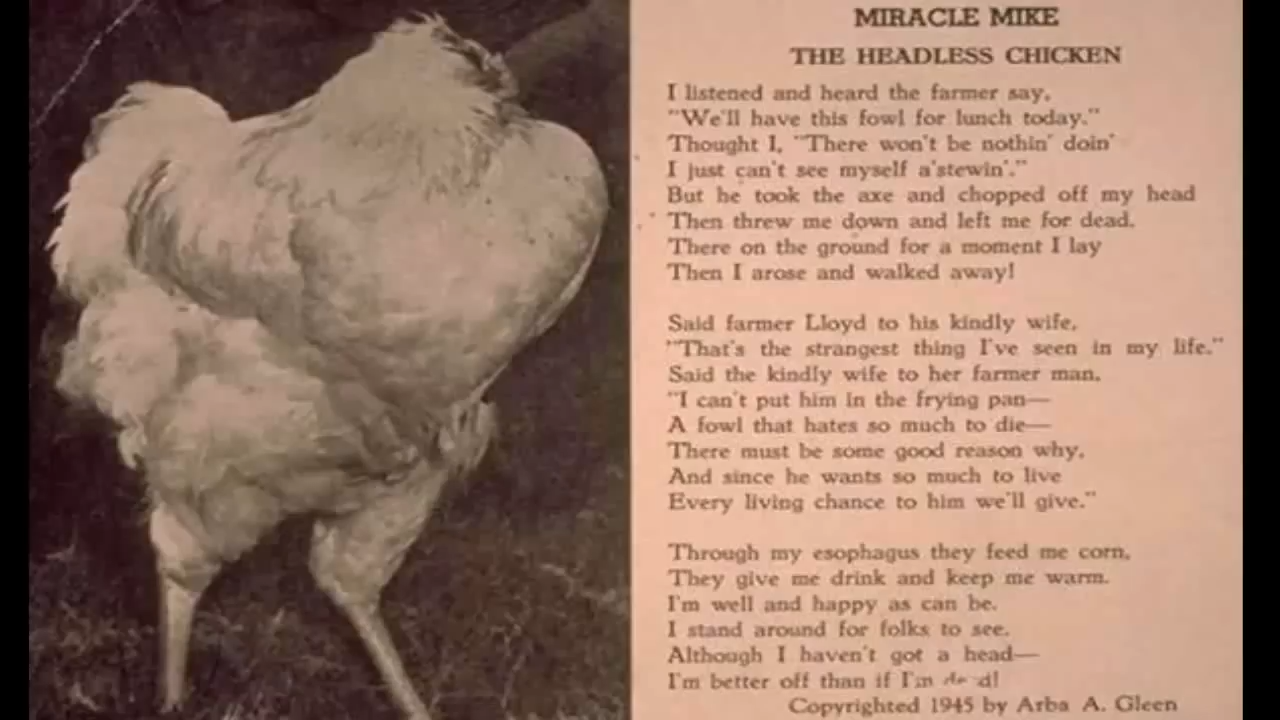 MIRACLE MIKE
THE HEADLESS CHICKEN
I listened and heard the farmer say,
"We'll have this fowl for lunch today."
Thought I, "There won't be nothin' doin'
I just can't see myself a'stewin'."
But he took the axe and chopped off my head
Then threw me down and left me for dead.
There on the ground for a moment I lay
Then I arose and walked away!
Said farmer Lloyd to his kindly wife,
"That's the strangest thing I've seen in my life."
Said the kindly wife to her farmer man,
"I can't put him in the frying pan—
A fowl that hates so much to die—
There must be some good reason why,
And since he wants so much to live
Every living chance to him we'll give."
Through my esophagus they feed me corn,
They give me drink and keep me warm.
I'm well and happy as can be.
I stand around for folks to see.
Although I haven't got a head—
I'm better off than if I'm
Copyrighted 1945 by Arba A. Gleen